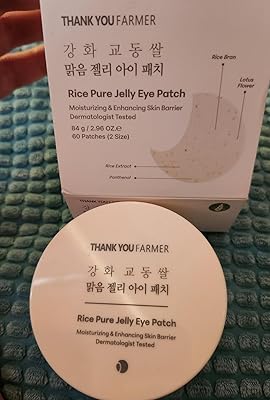 THANK YOU FARMER
강화 교동쌀
맑음 젤리 아이 패치
Rice Pure Jelly Eye Patch
Moisturizing & Enhancing Skin Barrier
Dermatologist Tested
84 g / 2.96 OZ.℮
60 Patches (2 Size)
Rice Bran
Lotus
Flower
Rice Extract
Panthenol
THANK YOU FARMER
강화 교동쌀
맑음 젤리 아이 패치
Rice Pure Jelly Eye Patch
Moisturizing & Enhancing Skin Barrier
Dermatologist Tested